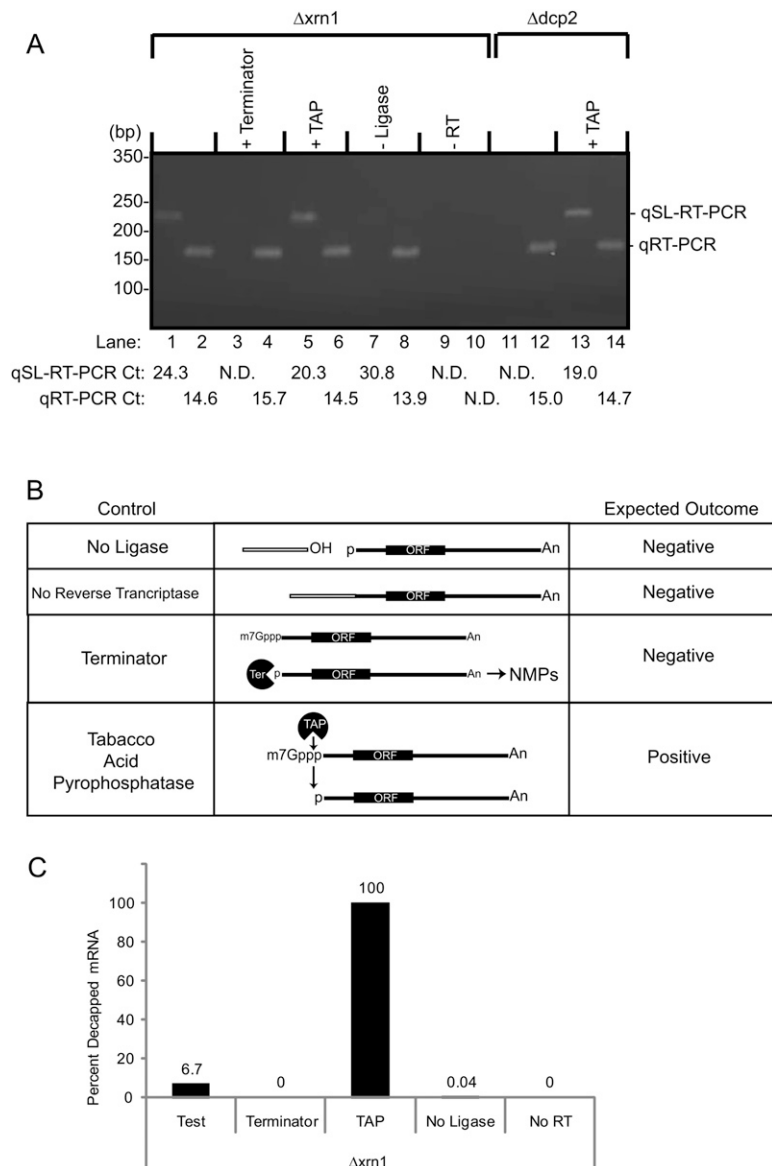 A
Δxrn1 Δdcp2
+ Terminator + TAP - Ligase - RT + TAP
(bp)
350-
250-
200-
150-
100-
- qSL-RT-PCR
- qRT-PCR
Lane: 1 2 3 4 5 6 7 8 9 10 11 12 13 14
qSL-RT-PCR Ct: 24.3 N.D. 20.3 30.8 N.D. N.D. 19.0
qRT-PCR Ct: 14.6 15.7 14.5 13.9 N.D. 15.0 14.7
B
Control Expected Outcome
No Ligase OH p ORF An Negative
No Reverse Trancriptase ORF An Negative
m7Gppp ORF An
Terminator Negative
Ter p ORF An NMPs
TAP
Tabacco
Acid
Pyrophosphatase
m7Gppp ORF An
Positive
p ORF An
C
Percent Decapped mRNA
100
80
60
40
20
0
6.7 0 100 0.04 0
Test Terminator TAP No Ligase No RT
Δxrn1